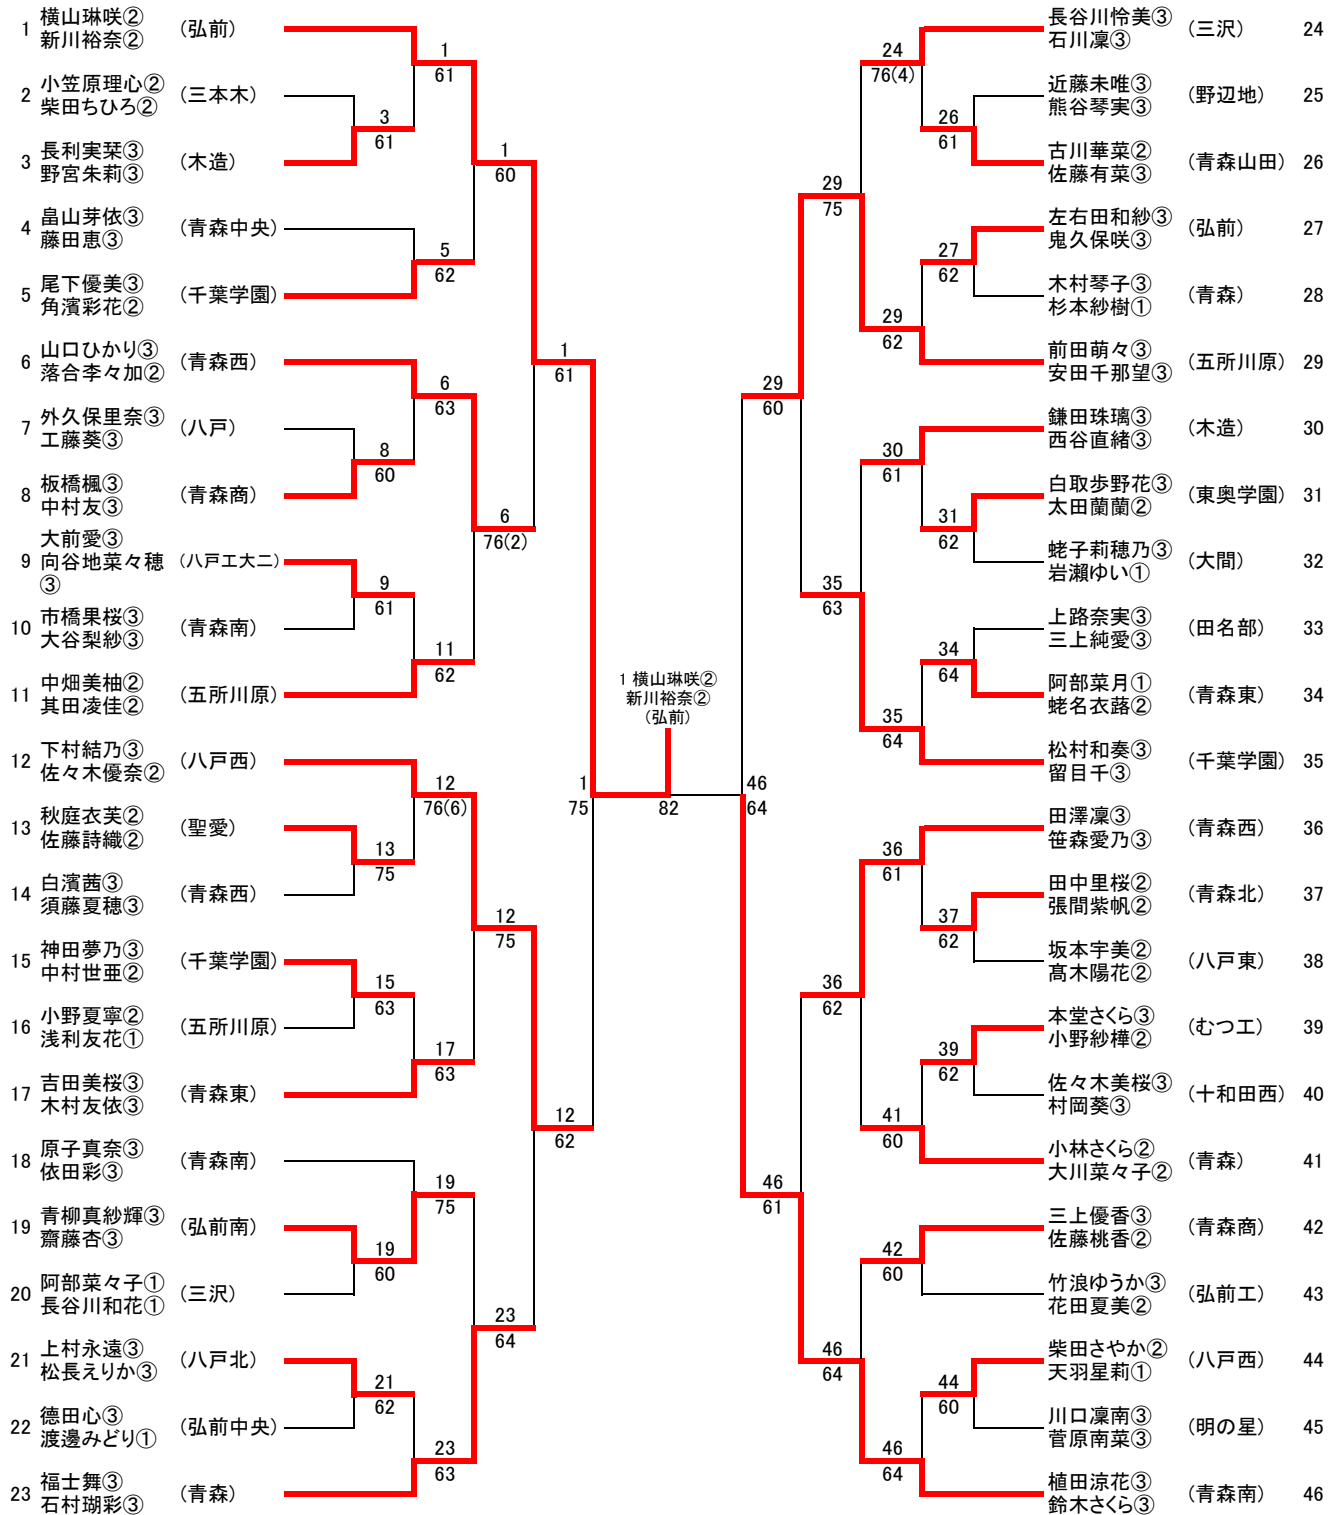 1 横山琳咲② 新川裕奈② (弘前)
2 小笠原理心② 柴田ちひろ② (三本木)
3 長利実栞③ 野宮朱莉③ (木造)
4 畠山芽依③ 藤田恵③ (青森中央)
5 尾下優美③ 角濱彩花② (千葉学園)
6 山口ひかり③ 落合李々加② (青森西)
7 外久保里奈③ 工藤葵③ (八戸)
8 板橋楓③ 中村友③ (青森商)
9 大前愛③ 向谷地菜々穂③ (八戸工大二)
10 市橋果桜③ 大谷梨紗③ (青森南)
11 中畑美柚② 其田凌佳② (五所川原)
12 下村結乃③ 佐々木優奈② (八戸西)
13 秋庭衣芙② 佐藤詩織② (聖愛)
14 白濱茜③ 須藤夏穂③ (青森西)
15 神田夢乃③ 中村世亜② (千葉学園)
16 小野夏寧② 浅利友花① (五所川原)
17 吉田美桜③ 木村友依③ (青森東)
18 原子真奈③ 依田彩③ (青森南)
19 青柳真紗輝③ 齋藤杏③ (弘前南)
20 阿部菜々子① 長谷川和花① (三沢)
21 上村永遠③ 松長えりか③ (八戸北)
22 德田心③ 渡邊みどり① (弘前中央)
23 福士舞③ 石村瑚彩③ (青森)
3 61
8 60
9 61
13 75
15 63
19 60
21 62
1 61
5 62
6 63
11 62
12 76(6)
17 63
19 75
23 63
1 60
6 76(2)
12 75
23 64
1 61
12 62
1 75
1 横山琳咲②
新川裕奈②
(弘前)
82
46 64
29 60
46 61
29 75
35 63
36 62
46 64
24 76(4)
29 62
30 61
35 64
36 61
41 60
42 60
46 64
26 61
27 62
31 62
34 64
37 62
39 62
44 60
長谷川怜美③ 石川凜③ (三沢) 24
近藤未唯③ 熊谷琴実③ (野辺地) 25
古川華菜② 佐藤有菜③ (青森山田) 26
左右田和紗③ 鬼久保咲③ (弘前) 27
木村琴子③ 杉本紗樹① (青森) 28
前田萌々③ 安田千那望③ (五所川原) 29
鎌田珠璃③ 西谷直緒③ (木造) 30
白取歩野花③ 太田蘭蘭② (東奥学園) 31
蛯子莉穂乃③ 岩瀬ゆい① (大間) 32
上路奈実③ 三上純愛③ (田名部) 33
阿部菜月① 蛯名衣蕗② (青森東) 34
松村和奏③ 留目千③ (千葉学園) 35
田澤凜③ 笹森愛乃③ (青森西) 36
田中里桜② 張間紫帆② (青森北) 37
坂本宇美② 髙木陽花② (八戸東) 38
本堂さくら③ 小野紗樺② (むつ工) 39
佐々木美桜③ 村岡葵③ (十和田西) 40
小林さくら② 大川菜々子② (青森) 41
三上優香③ 佐藤桃香② (青森商) 42
竹浪ゆうか③ 花田夏美② (弘前工) 43
柴田さやか② 天羽星莉① (八戸西) 44
川口凜南③ 菅原南菜③ (明の星) 45
植田涼花③ 鈴木さくら③ (青森南) 46